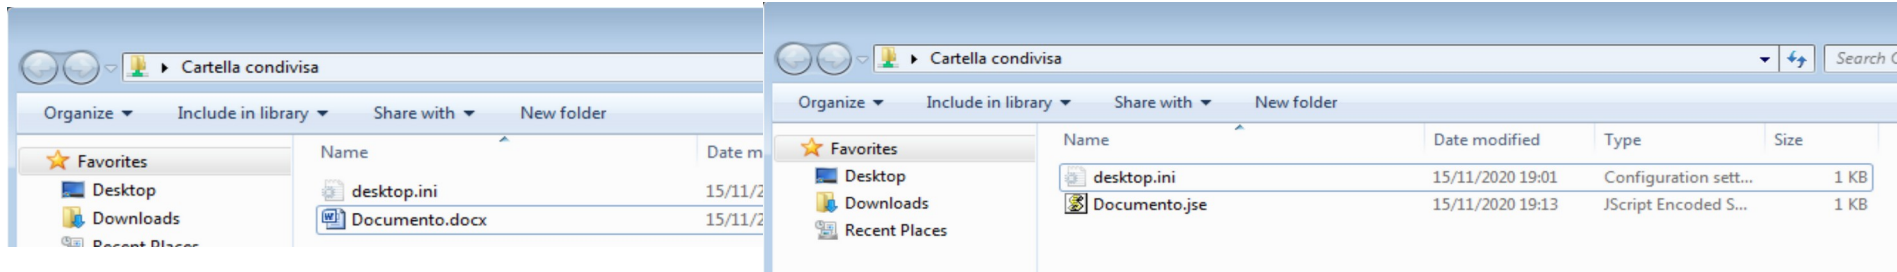 Cartella condivisa
Organize Include in library Share with New folder
Favorites
Desktop
Downloads
Recent Places
Name Date m
desktop.ini 15/11/2
Documento.docx 15/11/2
Cartella condivisa
Search C
Organize Include in library Share with New folder
Favorites
Desktop
Downloads
Recent Places
Name Date modified Type Size
desktop.ini 15/11/2020 19:01 Configuration sett... 1 KB
Documento.jse 15/11/2020 19:13 JScript Encoded S... 1 KB